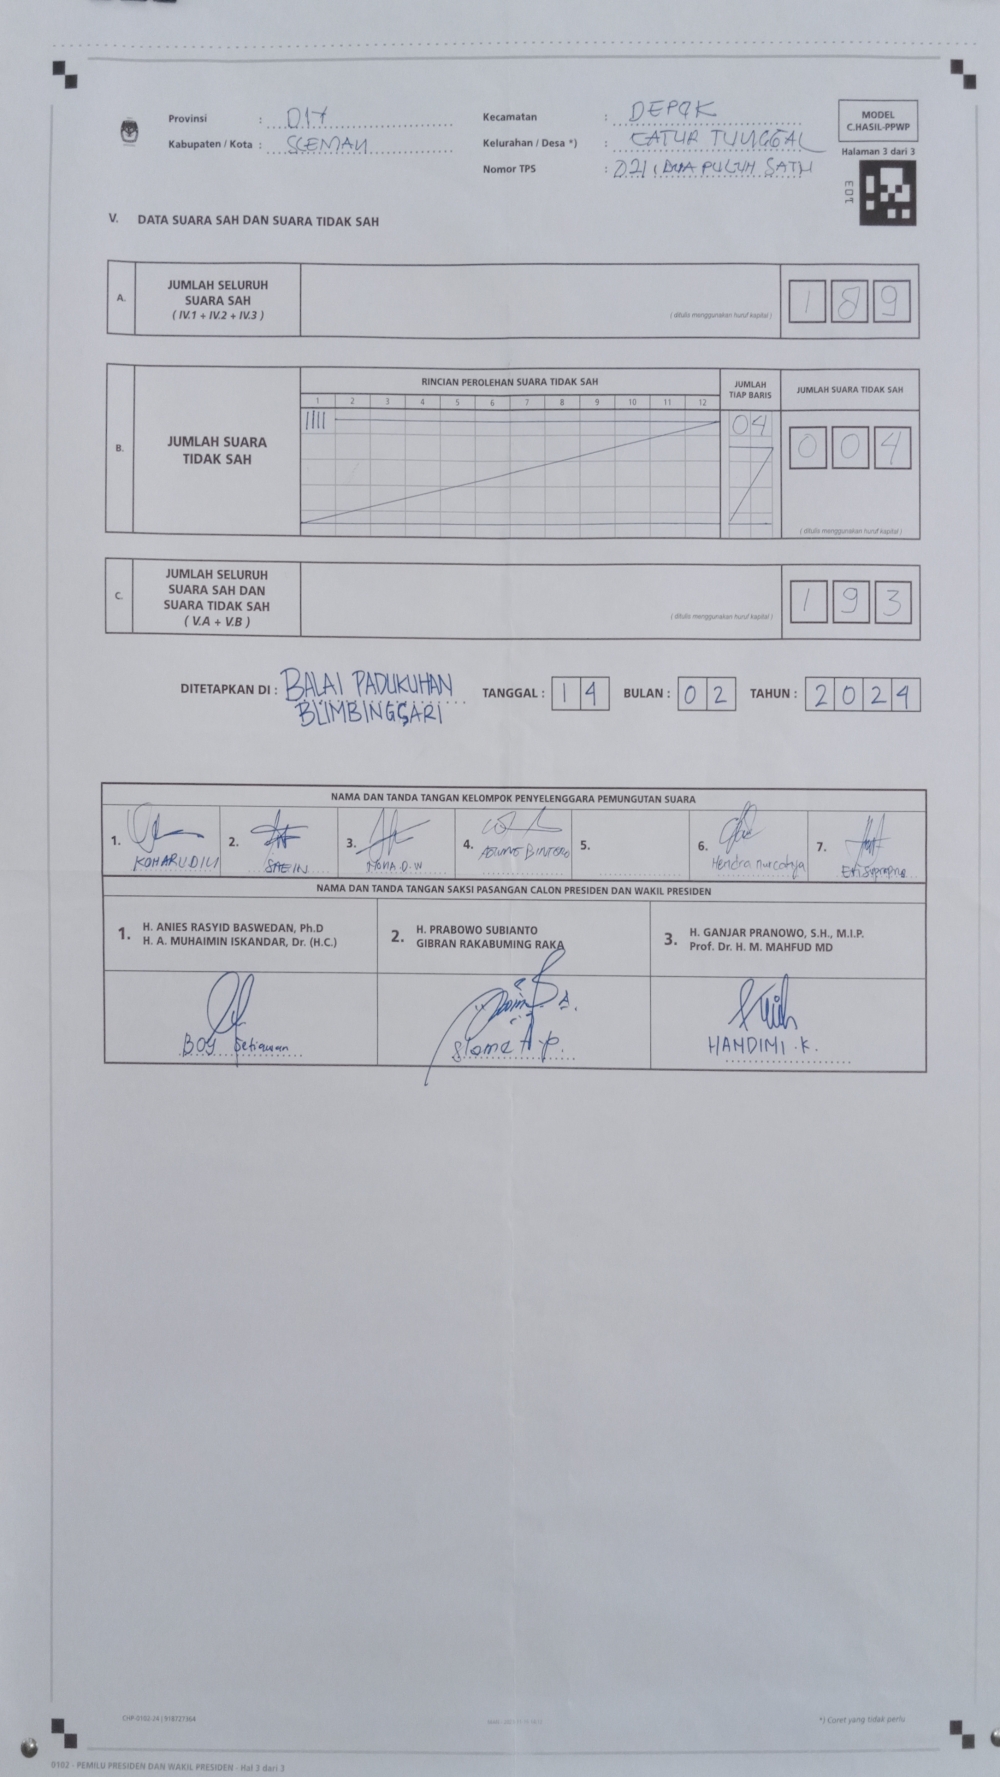 Provinsi : DIY
Kabupaten / Kota : SLEMAN
Kecamatan : DEPOK
Kelurahan / Desa *) : CATUR TUNGGAL
Nomor TPS : 021 (DUA PULUH SATU
MODEL
C.HASIL-PPWP
Halaman 3 dari 3
103
V. DATA SUARA SAH DAN SUARA TIDAK SAH
A. JUMLAH SELURUH
SUARA SAH
( IV.1 + IV.2 + IV.3 )
( ditulis menggunakan huruf kapital )
1 8 9
B. JUMLAH SUARA
TIDAK SAH
RINCIAN PEROLEHAN SUARA TIDAK SAH
1 2 3 4 5 6 7 8 9 10 11 12
JUMLAH
TIAP BARIS
04
JUMLAH SUARA TIDAK SAH
0 0 4
( ditulis menggunakan huruf kapital )
C. JUMLAH SELURUH
SUARA SAH DAN
SUARA TIDAK SAH
( V.A + V.B )
( ditulis menggunakan huruf kapital )
1 9 3
DITETAPKAN DI : BALAI PADUKUHAN
BLIMBINGSARI
TANGGAL : 1 4 BULAN : 0 2 TAHUN : 2 0 2 4
NAMA DAN TANDA TANGAN KELOMPOK PENYELENGGARA PEMUNGUTAN SUARA
1. KOHARUDIN
2.
3.
4.
5.
6. Hendra nurcahya
7.
NAMA DAN TANDA TANGAN SAKSI PASANGAN CALON PRESIDEN DAN WAKIL PRESIDEN
1. H. ANIES RASYID BASWEDAN, Ph.D
H. A. MUHAIMIN ISKANDAR, Dr. (H.C.)
2. H. PRABOWO SUBIANTO
GIBRAN RAKABUMING RAKA
3. H. GANJAR PRANOWO, S.H., M.I.P.
Prof. Dr. H. M. MAHFUD MD
BOY Setiawan
HANDIMI .K.
CHP-0102-24 | 918727364
*) Coret yang tidak perlu
0102 - PEMILU PRESIDEN DAN WAKIL PRESIDEN - Hal 3 dari 3